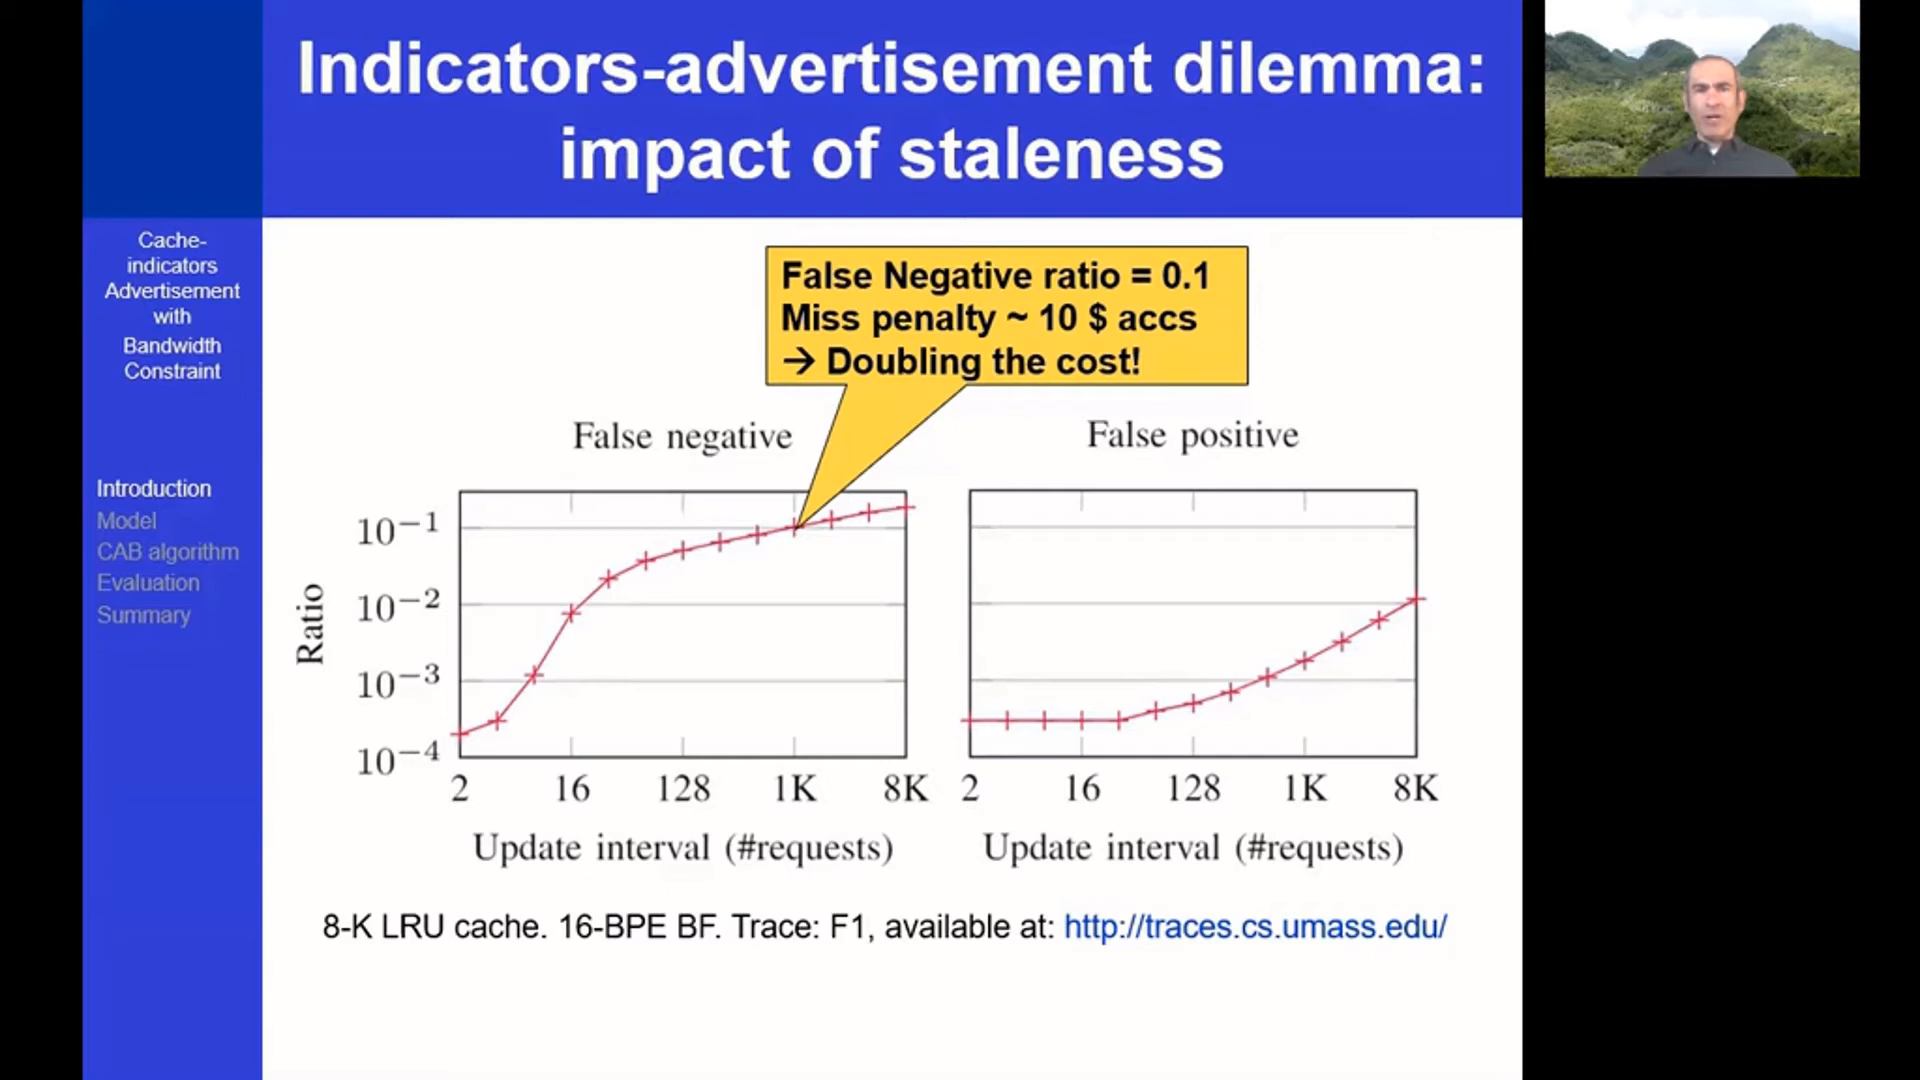 Indicators-advertisement dilemma:
impact of staleness
Cache-
indicators
Advertisement
with
Bandwidth
Constraint
Introduction
Model
CAB algorithm
Evaluation
Summary
False Negative ratio = 0.1
Miss penalty ~ 10 $ accs
→ Doubling the cost!
False negative
False positive
Ratio
10−1
10−2
10−3
10−4
2 16 128 1K 8K
2 16 128 1K 8K
Update interval (#requests)
Update interval (#requests)
8-K LRU cache. 16-BPE BF. Trace: F1, available at: http://traces.cs.umass.edu/